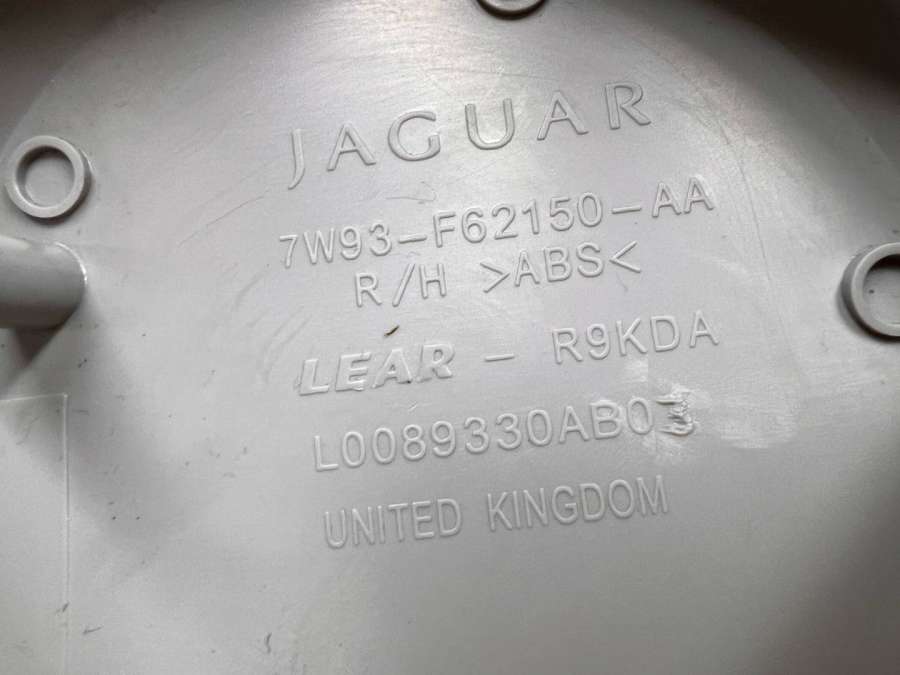 JAGUAR
7W93-F62150-AA
R/H >ABS<
LEAR - R9KDA
L0089330AB03
UNITED KINGDOM